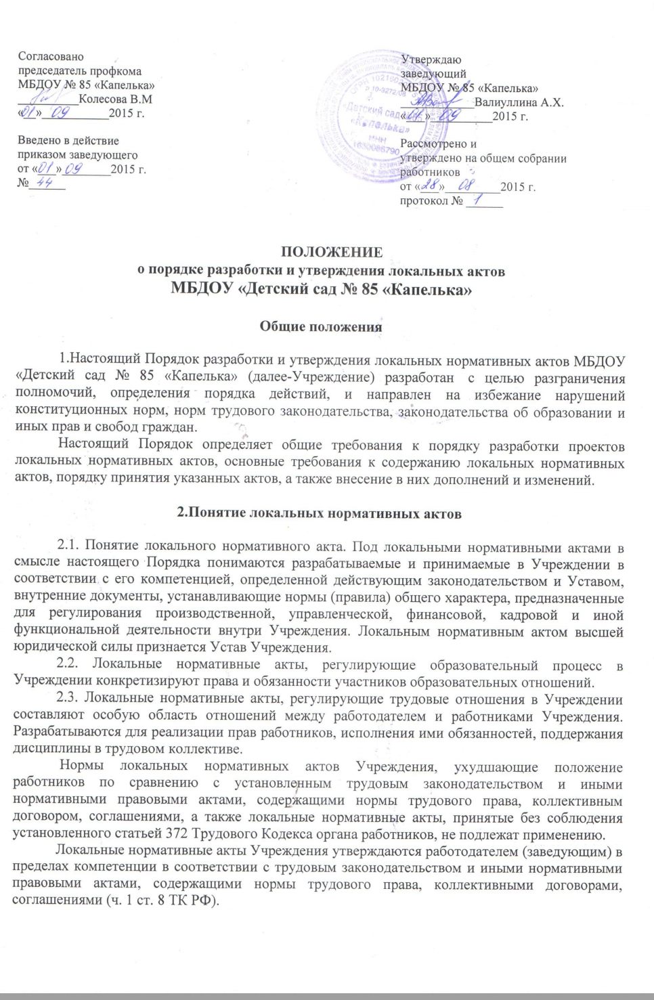 Согласовано
председатель профкома
МБДОУ № 85 «Капелька»
__________Колесова В.М
«01»  09  2015 г.
Введено в действие
приказом заведующего
от «01» 09 2015 г.
№ 44
Утверждаю
заведующий
МБДОУ № 85 «Капелька»
____________Валиуллина А.Х.
«01» 09 2015 г.
Рассмотрено и
утверждено на общем собрании
работников
от «28» 08 2015 г.
протокол № 1
Детский сад № 85
«Капелька»
ИНН
ПОЛОЖЕНИЕ
о порядке разработки и утверждения локальных актов
МБДОУ «Детский сад № 85 «Капелька»
Общие положения
1.Настоящий Порядок разработки и утверждения локальных нормативных актов МБДОУ
«Детский сад № 85 «Капелька» (далее-Учреждение) разработан с целью разграничения
полномочий, определения порядка действий, и направлен на избежание нарушений
конституционных норм, норм трудового законодательства, законодательства об образовании и
иных прав и свобод граждан.
Настоящий Порядок определяет общие требования к порядку разработки проектов
локальных нормативных актов, основные требования к содержанию локальных нормативных
актов, порядку принятия указанных актов, а также внесение в них дополнений и изменений.
2.Понятие локальных нормативных актов
2.1. Понятие локального нормативного акта. Под локальными нормативными актами в
смысле настоящего Порядка понимаются разрабатываемые и принимаемые в Учреждении в
соответствии с его компетенцией, определенной действующим законодательством и Уставом,
внутренние документы, устанавливающие нормы (правила) общего характера, предназначенные
для регулирования производственной, управленческой, финансовой, кадровой и иной
функциональной деятельности внутри Учреждения. Локальным нормативным актом высшей
юридической силы признается Устав Учреждения.
2.2. Локальные нормативные акты, регулирующие образовательный процесс в
Учреждении конкретизируют права и обязанности участников образовательных отношений.
2.3. Локальные нормативные акты, регулирующие трудовые отношения в Учреждении
составляют особую область отношений между работодателем и работниками Учреждения.
Разрабатываются для реализации прав работников, исполнения ими обязанностей, поддержания
дисциплины в трудовом коллективе.
Нормы локальных нормативных актов Учреждения, ухудшающие положение
работников по сравнению с установленным трудовым законодательством и иными
нормативными правовыми актами, содержащими нормы трудового права, коллективным
договором, соглашениями, а также локальные нормативные акты, принятые без соблюдения
установленного статьей 372 Трудового Кодекса органа работников, не подлежат применению.
Локальные нормативные акты Учреждения утверждаются работодателем (заведующим) в
пределах компетенции в соответствии с трудовым законодательством и иными нормативными
правовыми актами, содержащими нормы трудового права, коллективными договорами,
соглашениями (ч. 1 ст. 8 ТК РФ).